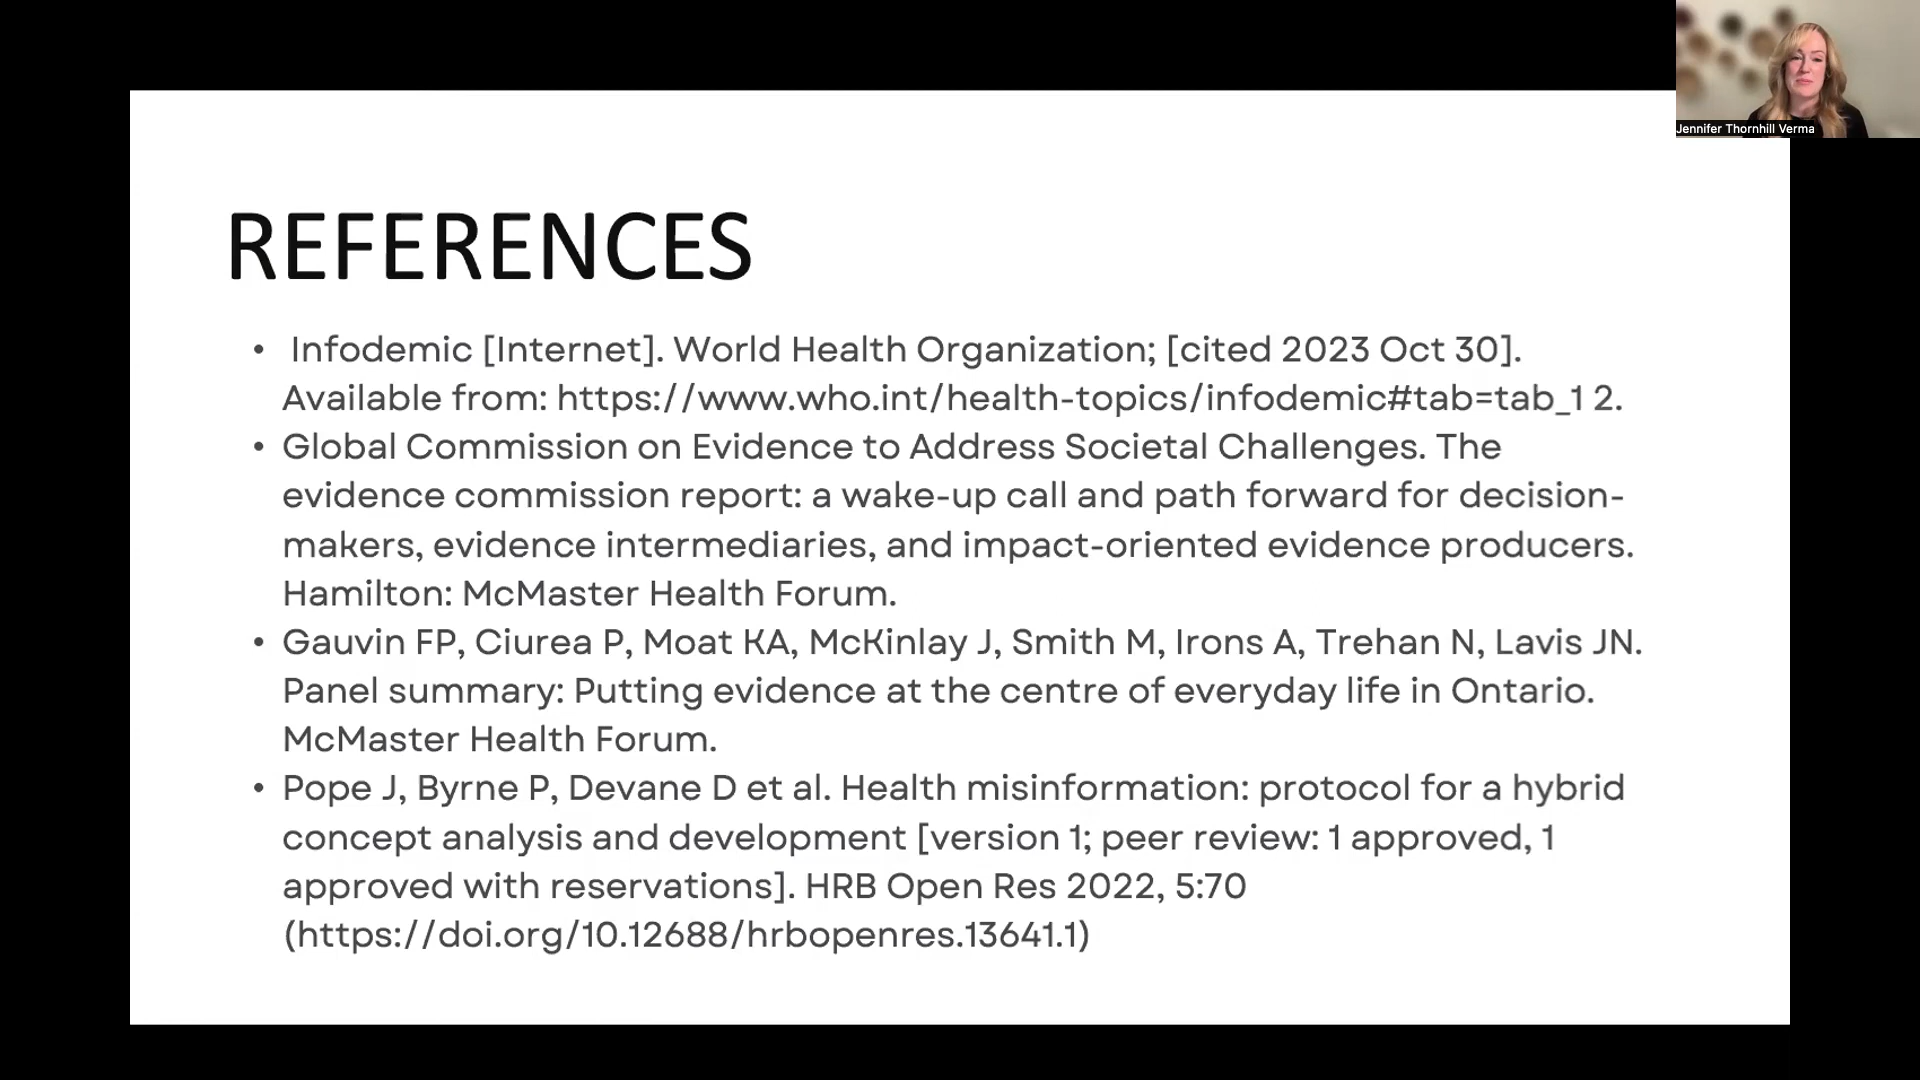 Jennifer Thornhill Verma
REFERENCES
• Infodemic [Internet]. World Health Organization; [cited 2023 Oct 30].
Available from: https://www.who.int/health-topics/infodemic#tab=tab_1 2.
• Global Commission on Evidence to Address Societal Challenges. The
evidence commission report: a wake-up call and path forward for decision-
makers, evidence intermediaries, and impact-oriented evidence producers.
Hamilton: McMaster Health Forum.
• Gauvin FP, Ciurea P, Moat KA, McKinlay J, Smith M, Irons A, Trehan N, Lavis JN.
Panel summary: Putting evidence at the centre of everyday life in Ontario.
McMaster Health Forum.
• Pope J, Byrne P, Devane D et al. Health misinformation: protocol for a hybrid
concept analysis and development [version 1; peer review: 1 approved, 1
approved with reservations]. HRB Open Res 2022, 5:70
(https://doi.org/10.12688/hrbopenres.13641.1)